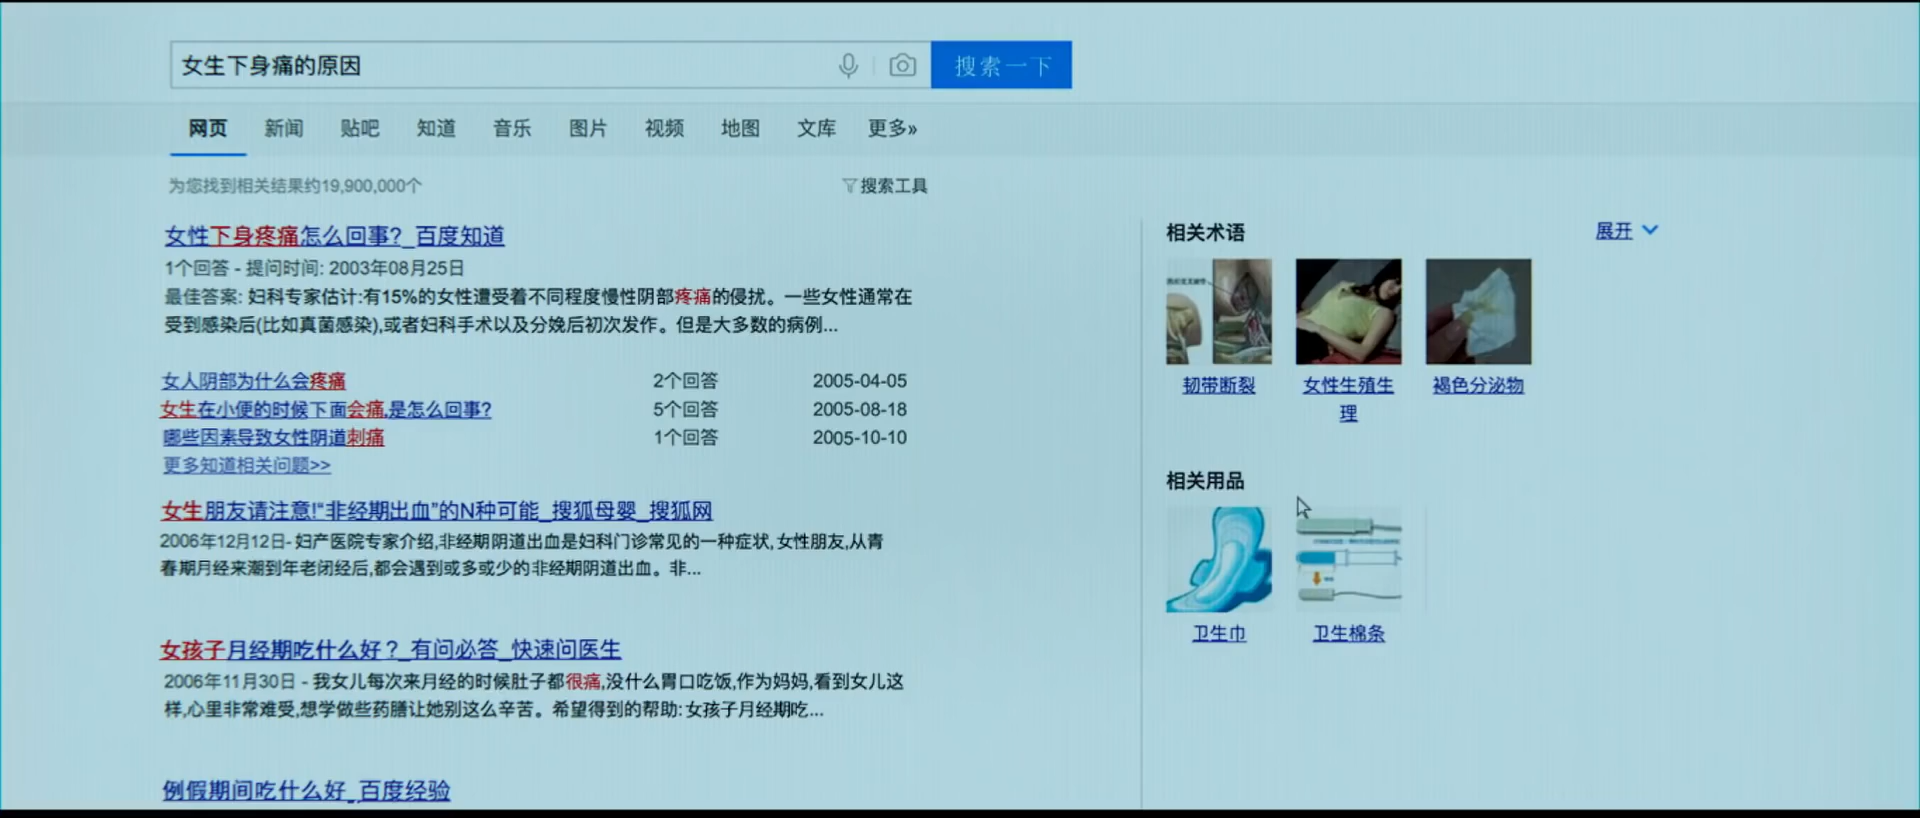 女生下身痛的原因
搜索一下
网页 新闻 贴吧 知道 音乐 图片 视频 地图 文库 更多»
为您找到相关结果约19,900,000个
搜索工具
女性下身疼痛怎么回事?_百度知道
1个回答 - 提问时间: 2003年08月25日
最佳答案: 妇科专家估计:有15%的女性遭受着不同程度慢性阴部疼痛的侵扰。一些女性通常在
受到感染后(比如真菌感染),或者妇科手术以及分娩后初次发作。但是大多数的病例...
女人阴部为什么会疼痛 2个回答 2005-04-05
女生在小便的时候下面会痛,是怎么回事? 5个回答 2005-08-18
哪些因素导致女性阴道刺痛 1个回答 2005-10-10
更多知道相关问题>>
女生朋友请注意!“非经期出血”的N种可能_搜狐母婴_搜狐网
2006年12月12日- 妇产医院专家介绍,非经期阴道出血是妇科门诊常见的一种症状,女性朋友,从青
春期月经来潮到年老闭经后,都会遇到或多或少的非经期阴道出血。非...
女孩子月经期吃什么好？_有问必答_快速问医生
2006年11月30日 - 我女儿每次来月经的时候肚子都很痛,没什么胃口吃饭,作为妈妈,看到女儿这
样,心里非常难受,想学做些药膳让她别这么辛苦。希望得到的帮助: 女孩子月经期吃...
例假期间吃什么好_百度经验
相关术语
展开
韧带断裂 女性生殖生 褐色分泌物
理
相关用品
卫生巾 卫生棉条